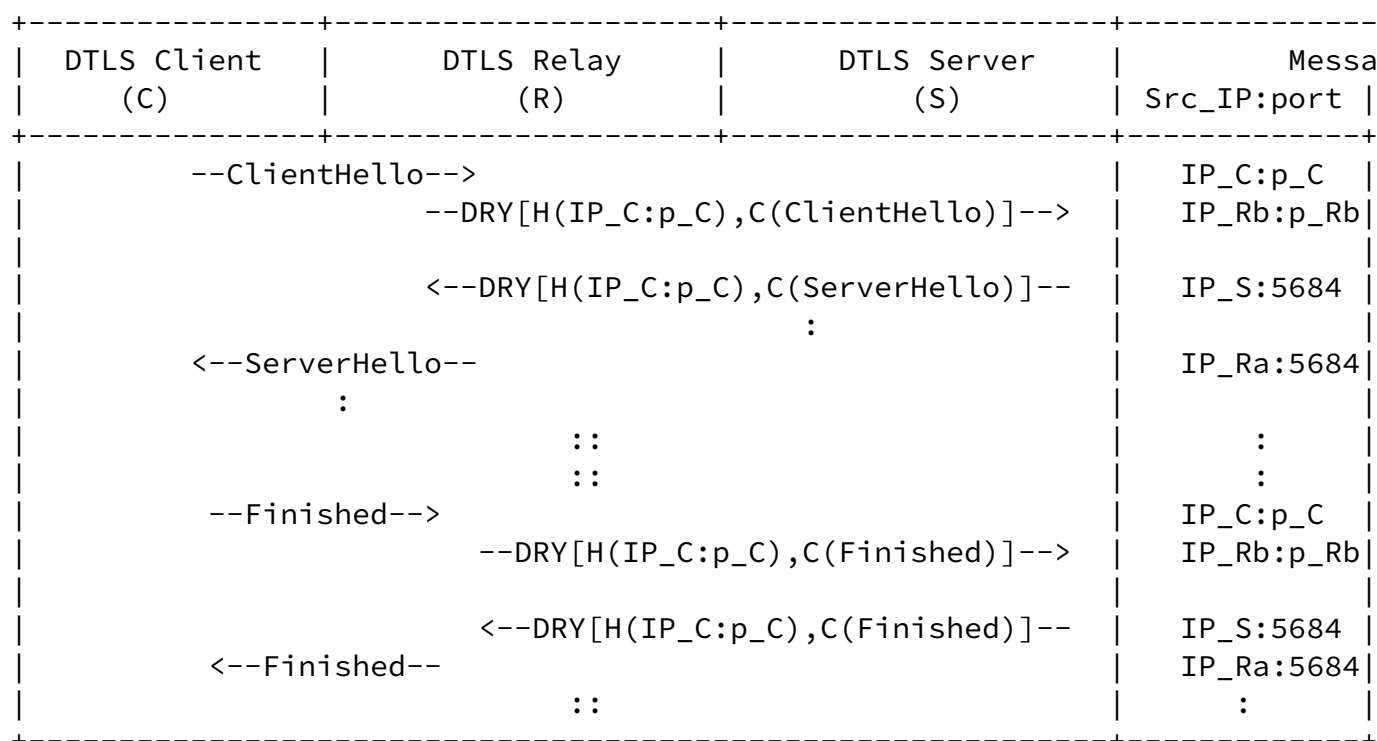 +----------------+---------------------+---------------------+--------------
|  DTLS Client   |      DTLS Relay     |      DTLS Server    |         Messa
|      (C)       |          (R)        |          (S)        | Src_IP:port |
+----------------+---------------------+---------------------+-------------+
|         --ClientHello-->                                   |   IP_C:p_C  |
|                      --DRY[H(IP_C:p_C),C(ClientHello)]-->  |   IP_Rb:p_Rb|
|                                                            |             |
|                      <--DRY[H(IP_C:p_C),C(ServerHello)]--  |   IP_S:5684 |
|                                           :                |             |
|         <--ServerHello--                                   |   IP_Ra:5684|
|                 :                                          |             |
|                              ::                            |       :     |
|                              ::                            |       :     |
|          --Finished-->                                     |   IP_C:p_C  |
|                         --DRY[H(IP_C:p_C),C(Finished)]-->  |   IP_Rb:p_Rb|
|                                                            |             |
|                         <--DRY[H(IP_C:p_C),C(Finished)]--  |   IP_S:5684 |
|          <--Finished--                                     |   IP_Ra:5684|
|                              ::                            |      :      |
+------------------------------------------------------------+-------------+